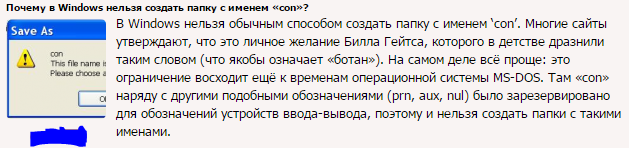 Почему в Windows нельзя создать папку с именем «con»?
Save As
con
This file name is
Please choose a
В Windows нельзя обычным способом создать папку с именем ‘con’. Многие сайты
утверждают, что это личное желание Билла Гейтса, которого в детстве дразнили
таким словом (что якобы означает «ботан»). На самом деле всё проще: это
ограничение восходит ещё к временам операционной системы MS-DOS. Там «con»
наряду с другими подобными обозначениями (prn, aux, nul) было зарезервировано
для обозначений устройств ввода-вывода, поэтому и нельзя создать папки с такими
именами.